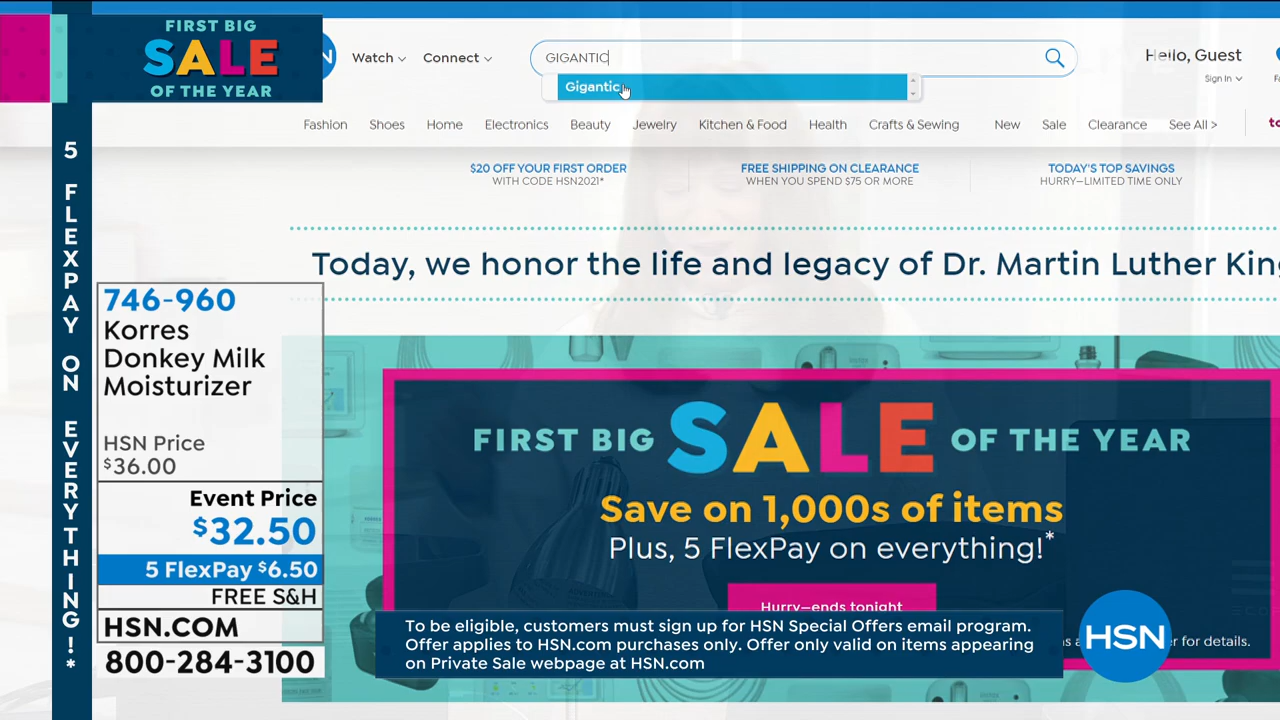 FIRST BIG
SALE
OF THE YEAR
5 FLEXPAY ON EVERYTHING!*
Watch
Connect
GIGANTIC
Gigantic
Hello, Guest
Sign In
Fashion
Shoes
Home
Electronics
Beauty
Jewelry
Kitchen & Food
Health
Crafts & Sewing
New
Sale
Clearance
See All >
$20 OFF YOUR FIRST ORDER
WITH CODE HSN2021*
FREE SHIPPING ON CLEARANCE
WHEN YOU SPEND $75 OR MORE
TODAY'S TOP SAVINGS
HURRY—LIMITED TIME ONLY
Today, we honor the life and legacy of Dr. Martin Luther King
746-960
Korres
Donkey Milk
Moisturizer
HSN Price
$36.00
Event Price
$32.50
5 FlexPay $6.50
FREE S&H
HSN.COM
800-284-3100
FIRST BIG SALE OF THE YEAR
Save on 1,000s of items
Plus, 5 FlexPay on everything!*
Hurry—ends tonight
To be eligible, customers must sign up for HSN Special Offers email program.
Offer applies to HSN.com purchases only. Offer only valid on items appearing
on Private Sale webpage at HSN.com
HSN
for details.